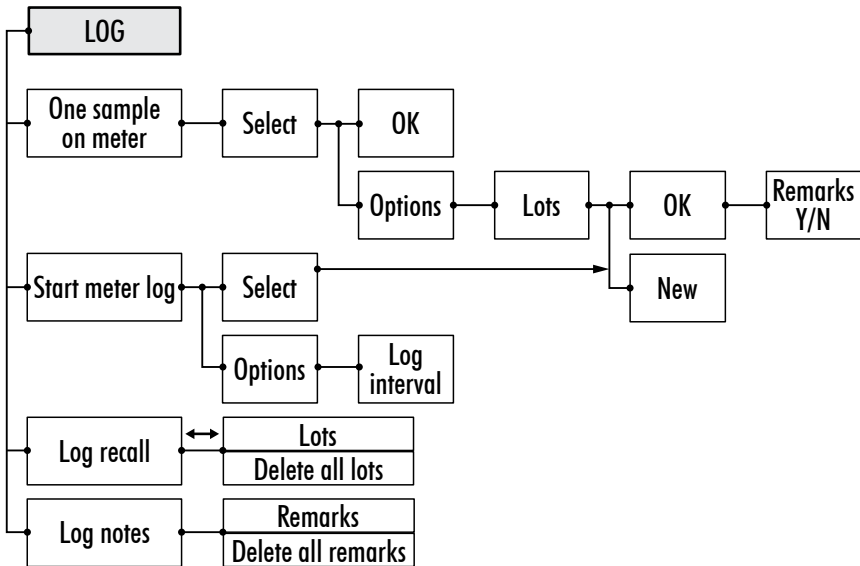 LOG
One sample
on meter
Select
OK
Options
Lots
OK
Remarks
Y/N
Start meter log
Select
New
Options
Log
interval
Log recall
Lots
Delete all lots
Log notes
Remarks
Delete all remarks